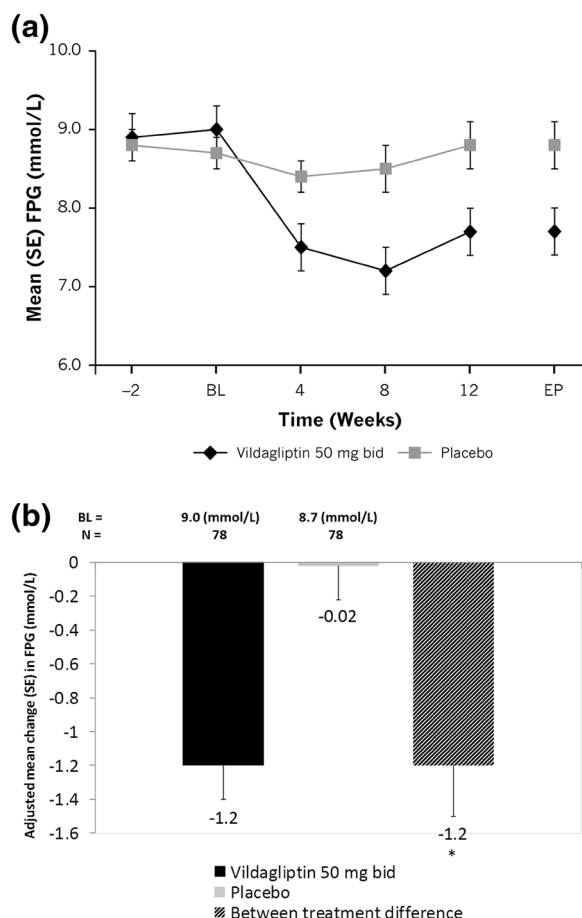 (a)
10.0
9.0
8.0
7.0
6.0
Mean (SE) FPG (mmol/L)
−2 BL 4 8 12 EP
Time (Weeks)
Vildagliptin 50 mg bid Placebo
(b)
BL = 9.0 (mmol/L) 8.7 (mmol/L)
N = 78 78
Adjusted mean change (SE) in FPG (mmol/L)
0
-0.2
-0.4
-0.6
-0.8
-1
-1.2
-1.4
-1.6
-0.02
-1.2
-1.2
*
Vildagliptin 50 mg bid
Placebo
Between treatment difference